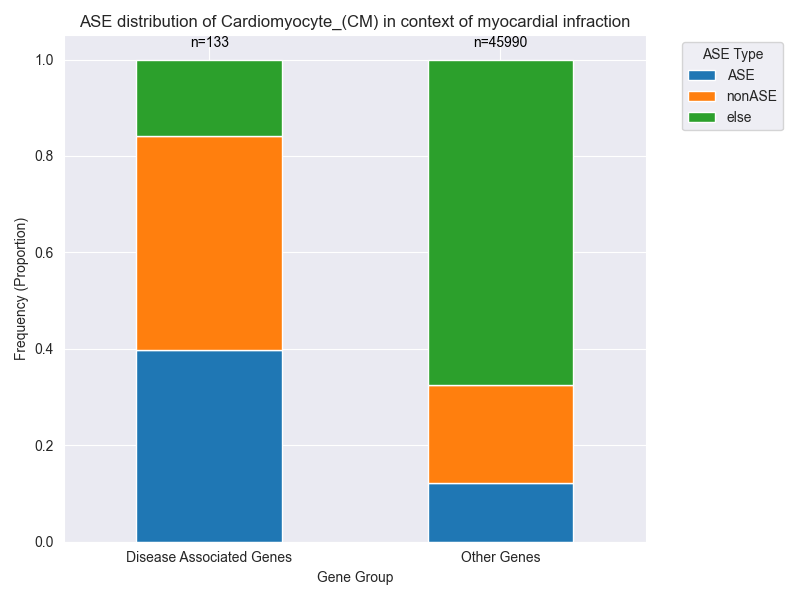 ASE distribution of Cardiomyocyte_(CM) in context of myocardial infraction
n=133
n=45990
ASE Type
ASE
nonASE
else
1.0
0.8
0.6
0.4
0.2
0.0
Frequency (Proportion)
Disease Associated Genes
Other Genes
Gene Group